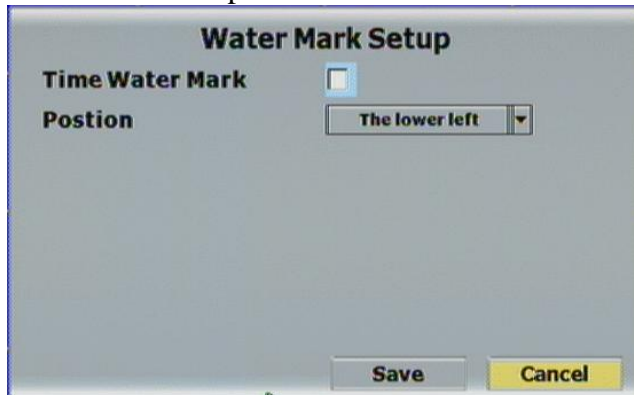 Water Mark Setup
Time Water Mark
Postion The lower left
Save Cancel